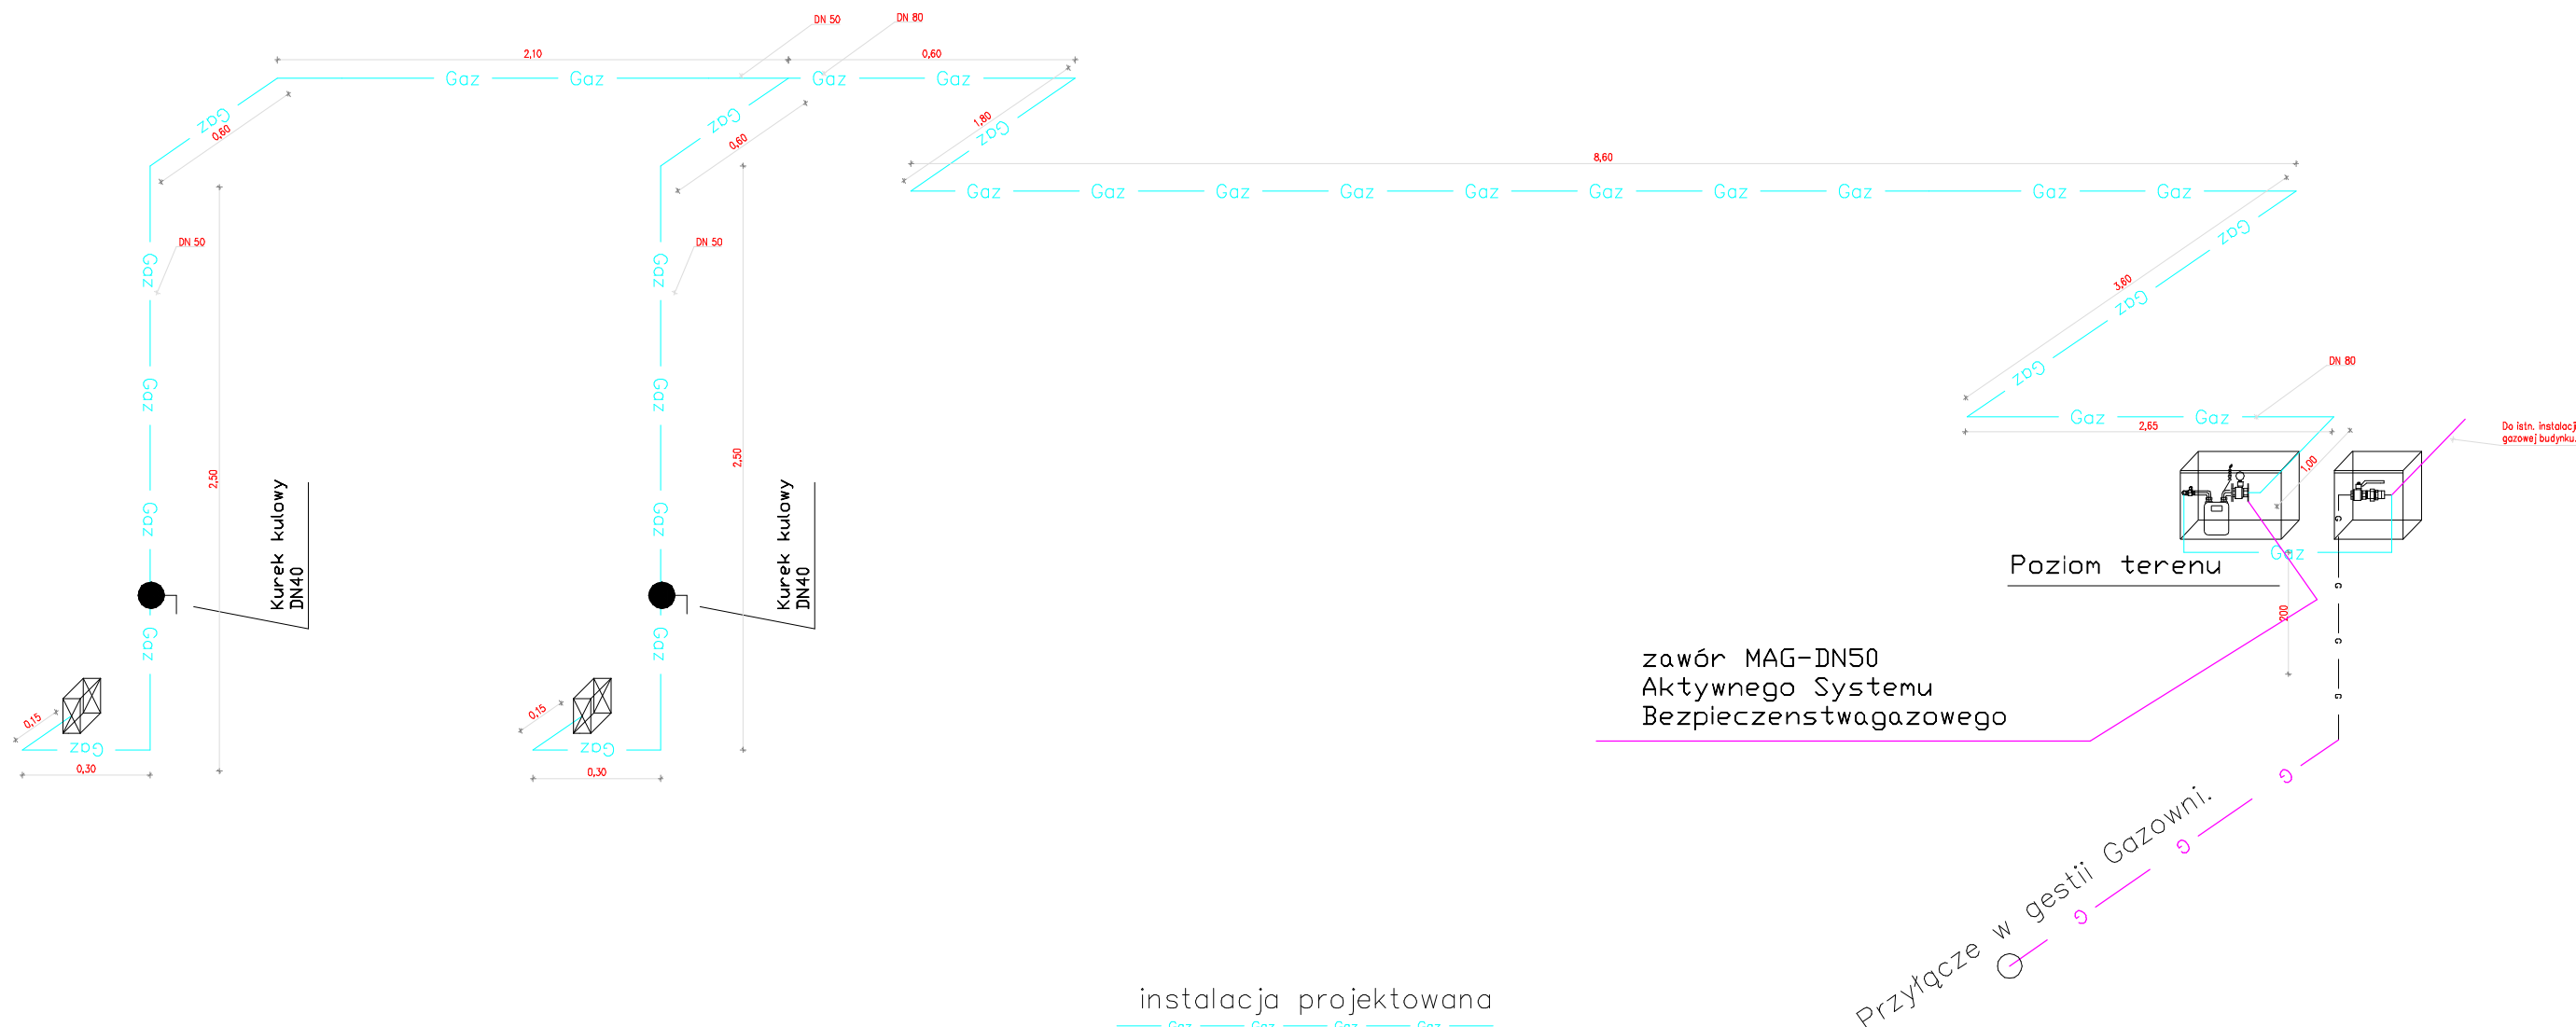 DN 50
DN 80
2,10
0,60
Gaz Gaz Gaz Gaz
Gaz
0,60
Gaz
0,60
1,80
Gaz
8,60
Gaz Gaz Gaz Gaz Gaz Gaz Gaz Gaz Gaz Gaz
DN 50
DN 50
Gaz
Gaz
Gaz
3,60
Gaz
Gaz
DN 80
Gaz
Gaz
Gaz Gaz
2,65
Do istn. instalacj
gazowej budynku.
1,00
2,50
2,50
Kurek kulowy
DN40
Kurek kulowy
DN40
Gaz
Gaz
G
Gaz
Poziom terenu
G
200
Gaz
Gaz
G
zawór MAG-DN50
Aktywnego Systemu
Bezpieczenstwagazowego
G
0,15
0,15
Gaz
Gaz
0,30
0,30
G
G
G
Przyłącze w gestii Gazowni.
instalacja projektowana
Gaz Gaz Gaz Gaz